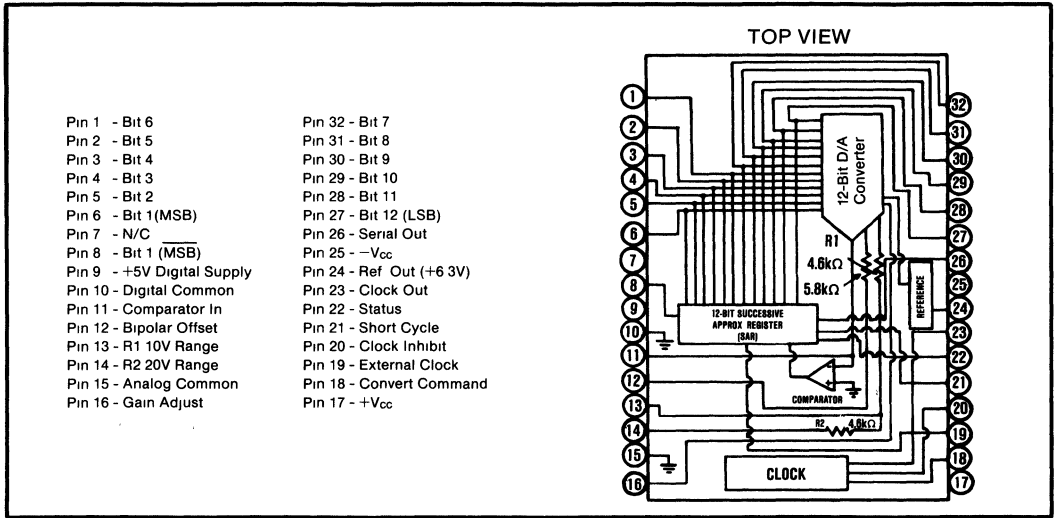 Pin 1 - Bit 6
Pin 2 - Bit 5
Pin 3 - Bit 4
Pin 4 - Bit 3
Pin 5 - Bit 2
Pin 6 - Bit 1(MSB)
Pin 7 - N/C
Pin 8 - Bit 1 (M̅S̅B̅)
Pin 9 - +5V Digital Supply
Pin 10 - Digital Common
Pin 11 - Comparator In
Pin 12 - Bipolar Offset
Pin 13 - R1 10V Range
Pin 14 - R2 20V Range
Pin 15 - Analog Common
Pin 16 - Gain Adjust
Pin 32 - Bit 7
Pin 31 - Bit 8
Pin 30 - Bit 9
Pin 29 - Bit 10
Pin 28 - Bit 11
Pin 27 - Bit 12 (LSB)
Pin 26 - Serial Out
Pin 25 - −Vcc
Pin 24 - Ref Out (+6 3V)
Pin 23 - Clock Out
Pin 22 - Status
Pin 21 - Short Cycle
Pin 20 - Clock Inhibit
Pin 19 - External Clock
Pin 18 - Convert Command
Pin 17 - +Vcc
TOP VIEW
1
2
3
4
5
6
7
8
9
10
11
12
13
14
15
16
12-Bit D/A
Converter
R1
4.6kΩ
5.8kΩ
REFERENCE
12-BIT SUCCESSIVE
APPROX REGISTER
(SAR)
COMPARATOR
R2 4.6kΩ
CLOCK
32
31
30
29
28
27
26
25
24
23
22
21
20
19
18
17